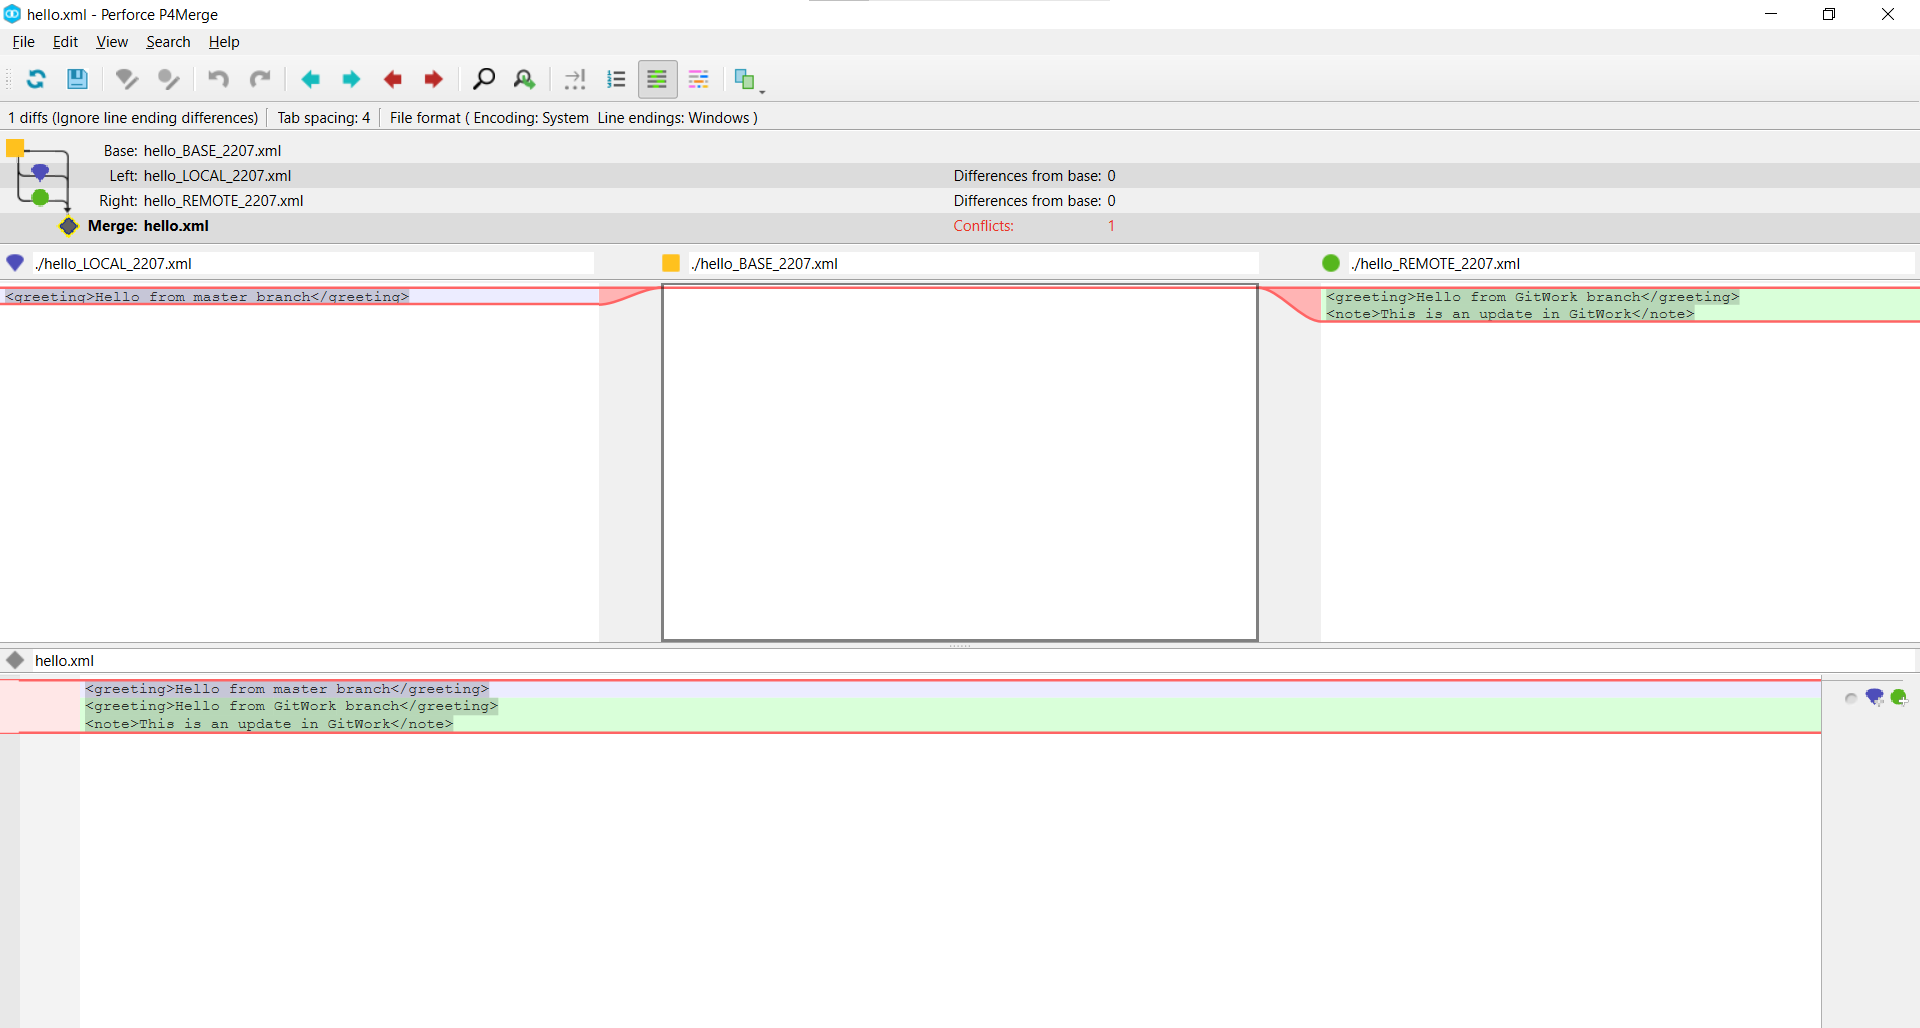 hello.xml - Perforce P4Merge
File Edit View Search Help
1 diffs (Ignore line ending differences) Tab spacing: 4 File format ( Encoding: System Line endings: Windows )
Base: hello_BASE_2207.xml
Left: hello_LOCAL_2207.xml Differences from base: 0
Right: hello_REMOTE_2207.xml Differences from base: 0
Merge: hello.xml Conflicts: 1
./hello_LOCAL_2207.xml ./hello_BASE_2207.xml ./hello_REMOTE_2207.xml
<greeting>Hello from master branch</greeting>
<greeting>Hello from GitWork branch</greeting>
<note>This is an update in GitWork</note>
hello.xml
<greeting>Hello from master branch</greeting>
<greeting>Hello from GitWork branch</greeting>
<note>This is an update in GitWork</note>